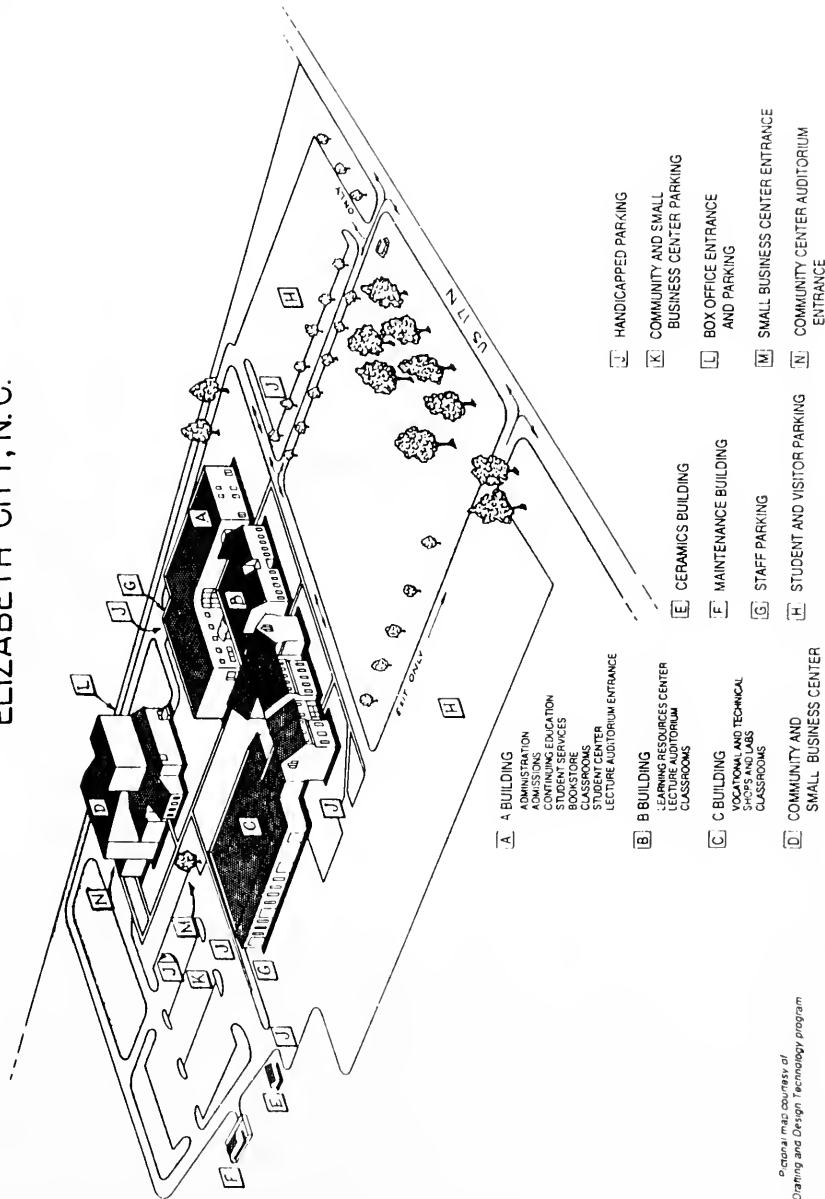 ELIZABETH CITY, N. C.
L
J
G
D
A
N
B
H
J
ONLY
M
J
K
C
J
G
J
J
E
F
EXIT ONLY
H
US 17 N
A A BUILDING
ADMINISTRATION
ADMISSIONS
CONTINUING EDUCATION
STUDENT SERVICES
BOOKSTORE
CLASSROOMS
STUDENT CENTER
LECTURE AUDITORIUM ENTRANCE
B B BUILDING
LEARNING RESOURCES CENTER
LECTURE AUDITORIUM
CLASSROOMS
C C BUILDING
VOCATIONAL AND TECHNICAL
SHOPS AND LABS
CLASSROOMS
D COMMUNITY AND
SMALL BUSINESS CENTER
E CERAMICS BUILDING
F MAINTENANCE BUILDING
G STAFF PARKING
H STUDENT AND VISITOR PARKING
J HANDICAPPED PARKING
K COMMUNITY AND SMALL
BUSINESS CENTER PARKING
L BOX OFFICE ENTRANCE
AND PARKING
M SMALL BUSINESS CENTER ENTRANCE
N COMMUNITY CENTER AUDITORIUM
ENTRANCE
Pictorial map courtesy of
Drafting and Design Technology program